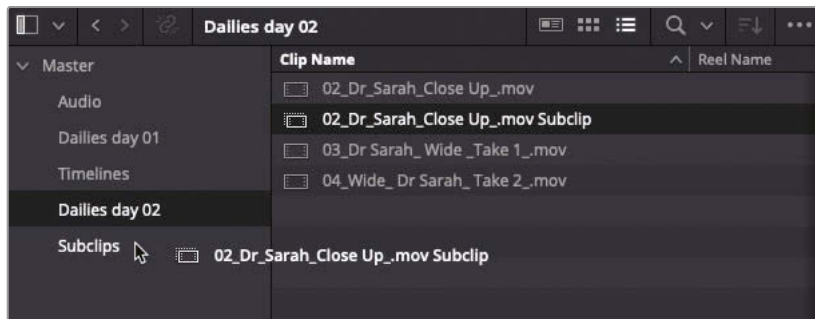 Dailies day 02
Master
Audio
Dailies day 01
Timelines
Dailies day 02
Subclips
Clip Name
Reel Name
02_Dr_Sarah_Close Up_.mov
02_Dr_Sarah_Close Up_.mov Subclip
03_Dr Sarah_ Wide _Take 1_.mov
04_Wide_ Dr Sarah_ Take 2_.mov
02_Dr_Sarah_Close Up_.mov Subclip